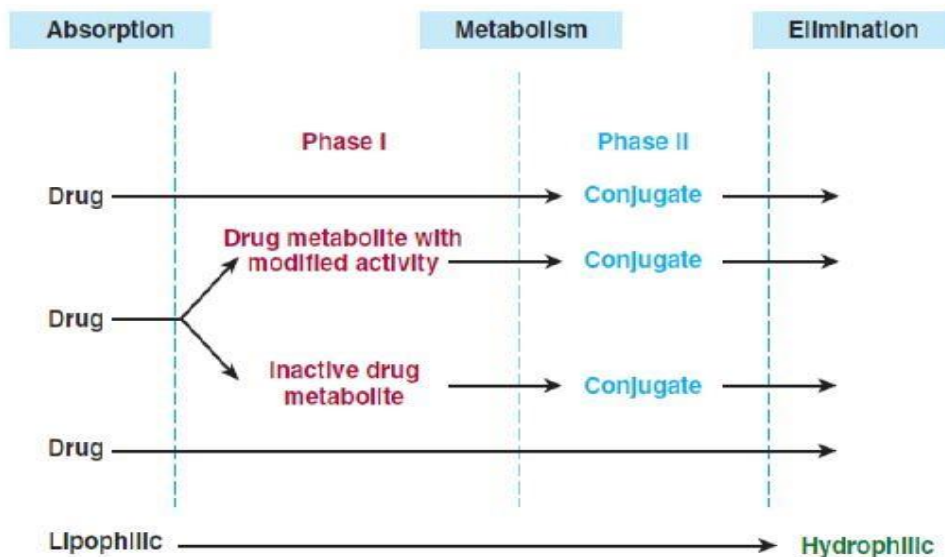 Absorption
Metabolism
Elimination
Phase I
Phase II
Drug
Conjugate
Drug metabolite with
modified activity
Conjugate
Drug
Inactive drug
metabolite
Conjugate
Drug
Lipophilic
Hydrophilic